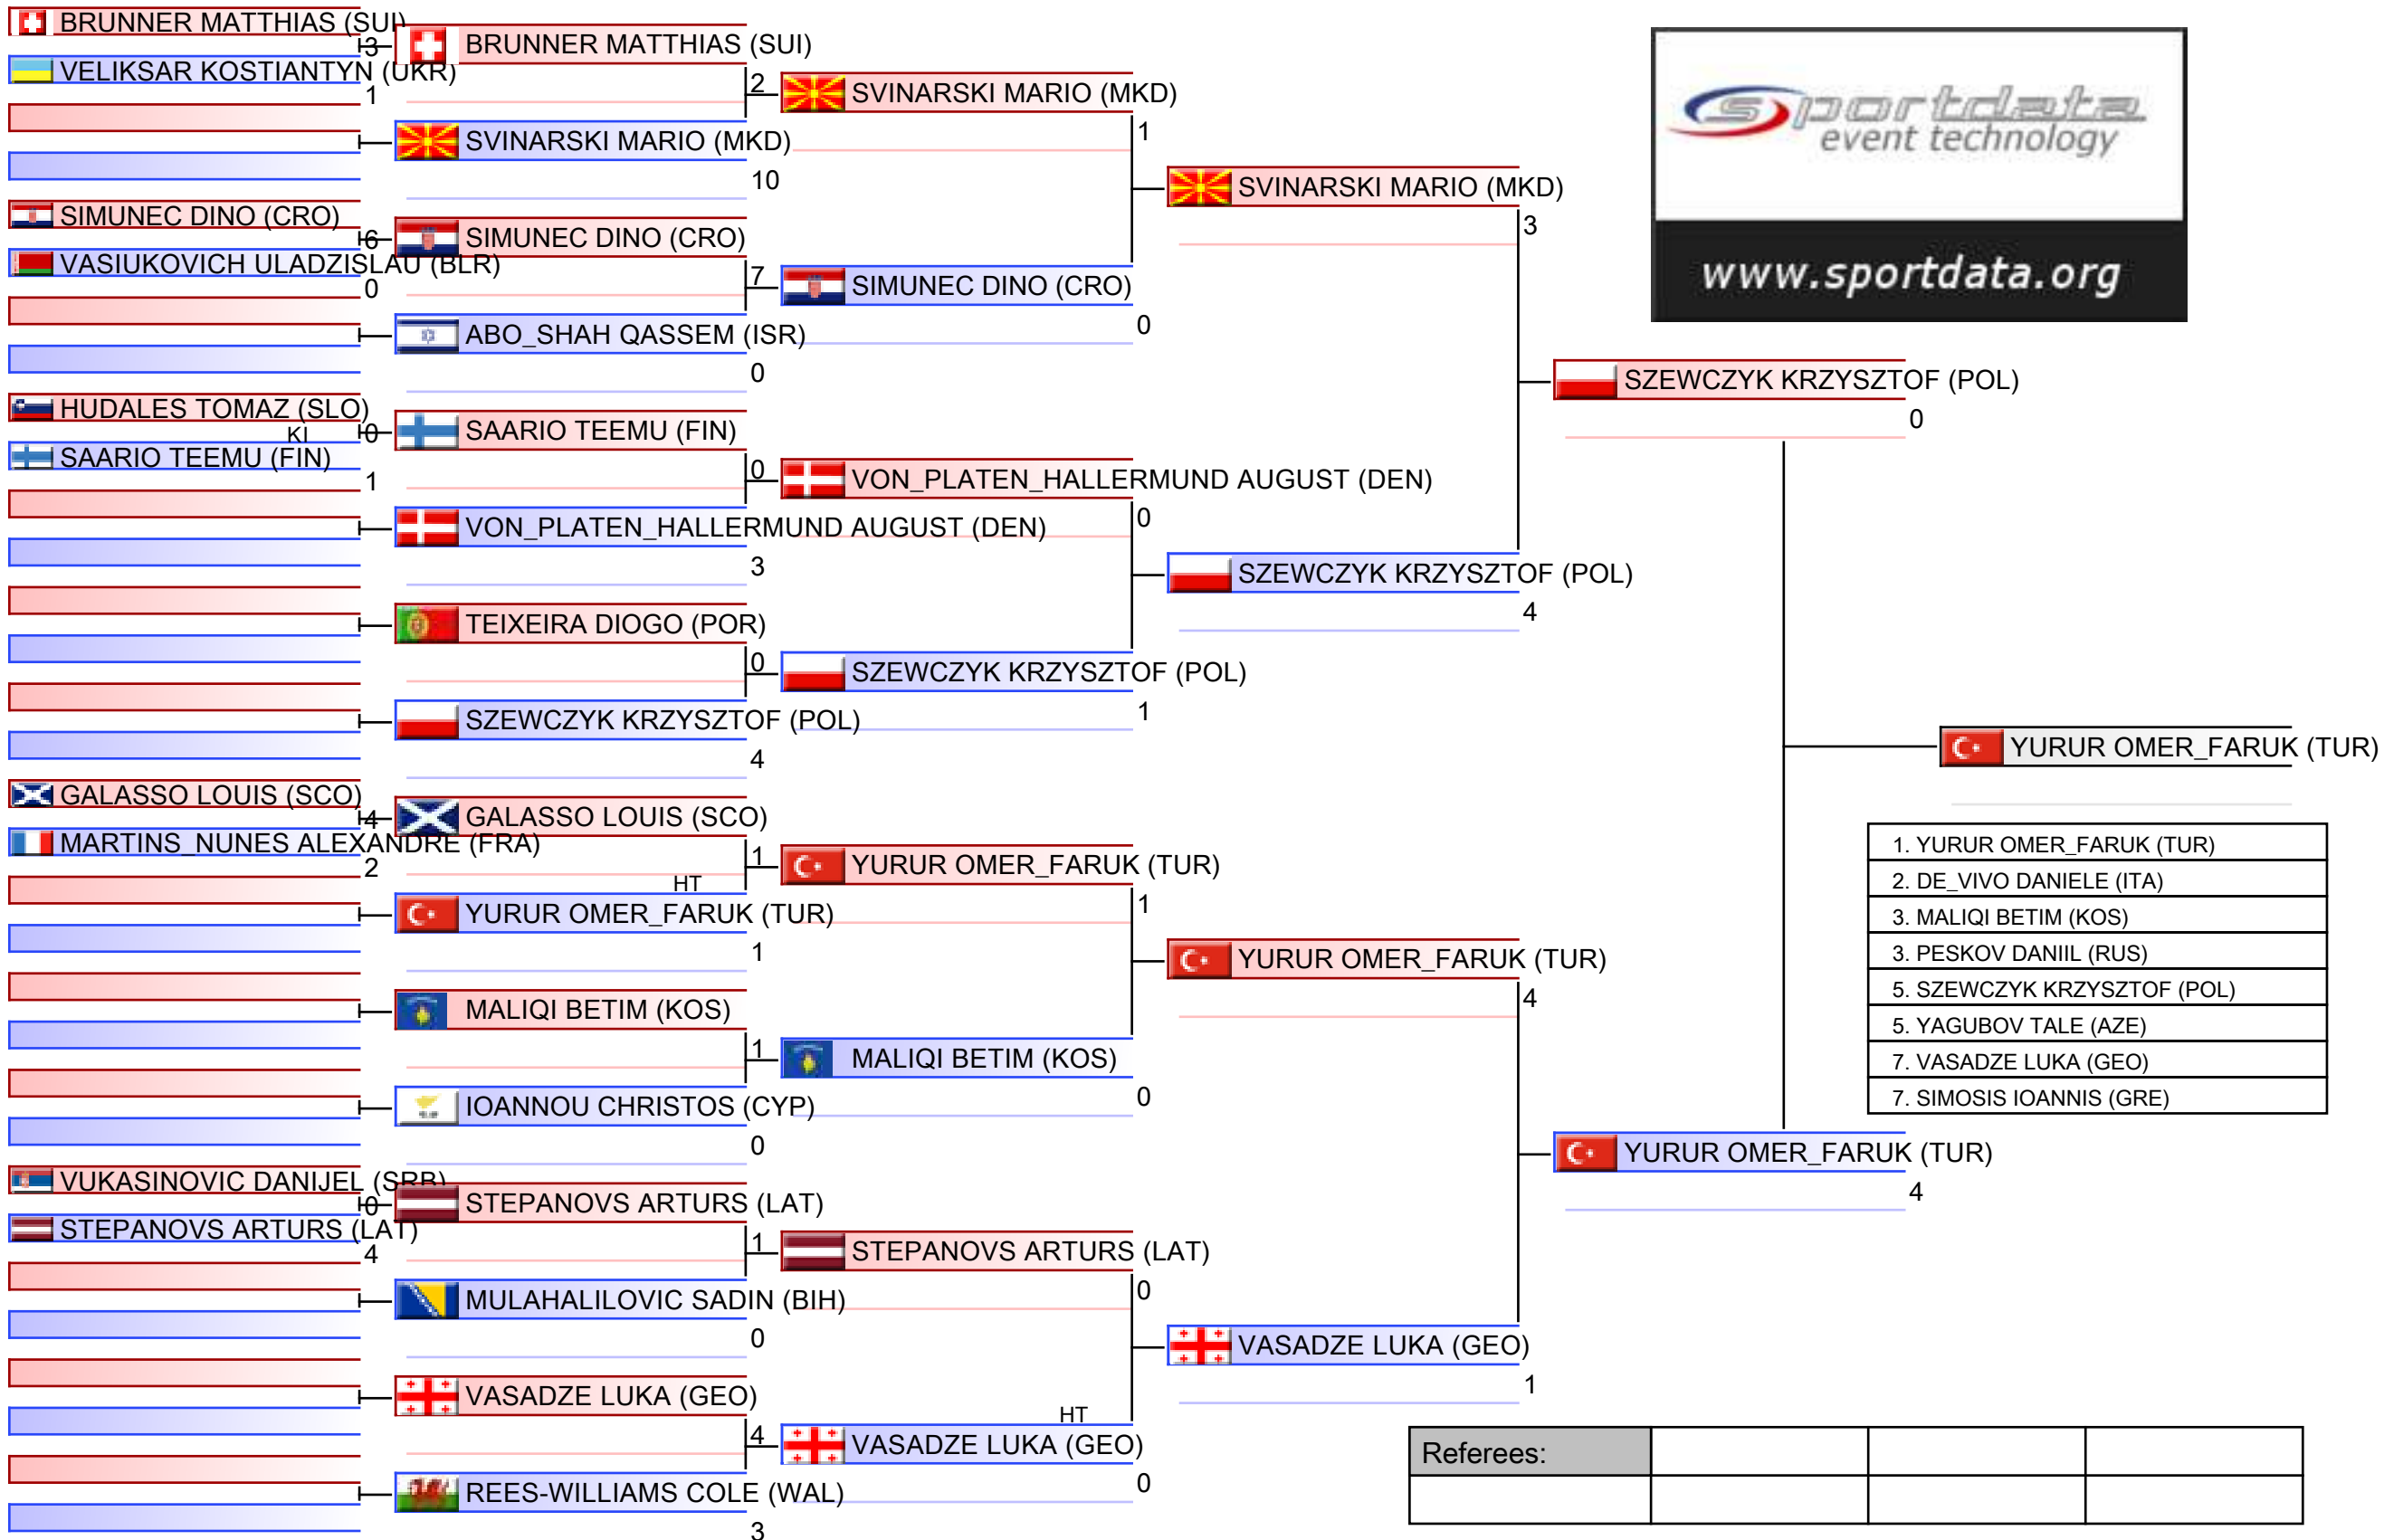 BRUNNER MATTHIAS (SUI)
3
VELIKSAR KOSTIANTYN (UKR)
1
SIMUNEC DINO (CRO)
6
VASIUKOVICH ULADZISLAU (BLR)
0
HUDALES TOMAZ (SLO)
KI
0
SAARIO TEEMU (FIN)
1
GALASSO LOUIS (SCO)
4
MARTINS_NUNES ALEXANDRE (FRA)
2
VUKASINOVIC DANIJEL (SRB)
0
STEPANOVS ARTURS (LAT)
4
BRUNNER MATTHIAS (SUI)
2
SVINARSKI MARIO (MKD)
10
SIMUNEC DINO (CRO)
7
ABO_SHAH QASSEM (ISR)
0
SAARIO TEEMU (FIN)
0
VON_PLATEN_HALLERMUND AUGUST (DEN)
3
TEIXEIRA DIOGO (POR)
0
SZEWCZYK KRZYSZTOF (POL)
4
GALASSO LOUIS (SCO)
1
HT
YURUR OMER_FARUK (TUR)
1
MALIQI BETIM (KOS)
1
IOANNOU CHRISTOS (CYP)
0
STEPANOVS ARTURS (LAT)
1
MULAHALILOVIC SADIN (BIH)
0
VASADZE LUKA (GEO)
4
REES-WILLIAMS COLE (WAL)
3
SVINARSKI MARIO (MKD)
1
SIMUNEC DINO (CRO)
0
VON_PLATEN_HALLERMUND AUGUST (DEN)
0
SZEWCZYK KRZYSZTOF (POL)
1
YURUR OMER_FARUK (TUR)
1
MALIQI BETIM (KOS)
0
STEPANOVS ARTURS (LAT)
0
HT
VASADZE LUKA (GEO)
0
SVINARSKI MARIO (MKD)
3
SZEWCZYK KRZYSZTOF (POL)
4
YURUR OMER_FARUK (TUR)
4
VASADZE LUKA (GEO)
1
SZEWCZYK KRZYSZTOF (POL)
0
YURUR OMER_FARUK (TUR)
4
YURUR OMER_FARUK (TUR)
sportdata
event technology
www.sportdata.org
1. YURUR OMER_FARUK (TUR)
2. DE_VIVO DANIELE (ITA)
3. MALIQI BETIM (KOS)
3. PESKOV DANIIL (RUS)
5. SZEWCZYK KRZYSZTOF (POL)
5. YAGUBOV TALE (AZE)
7. VASADZE LUKA (GEO)
7. SIMOSIS IOANNIS (GRE)
Referees: